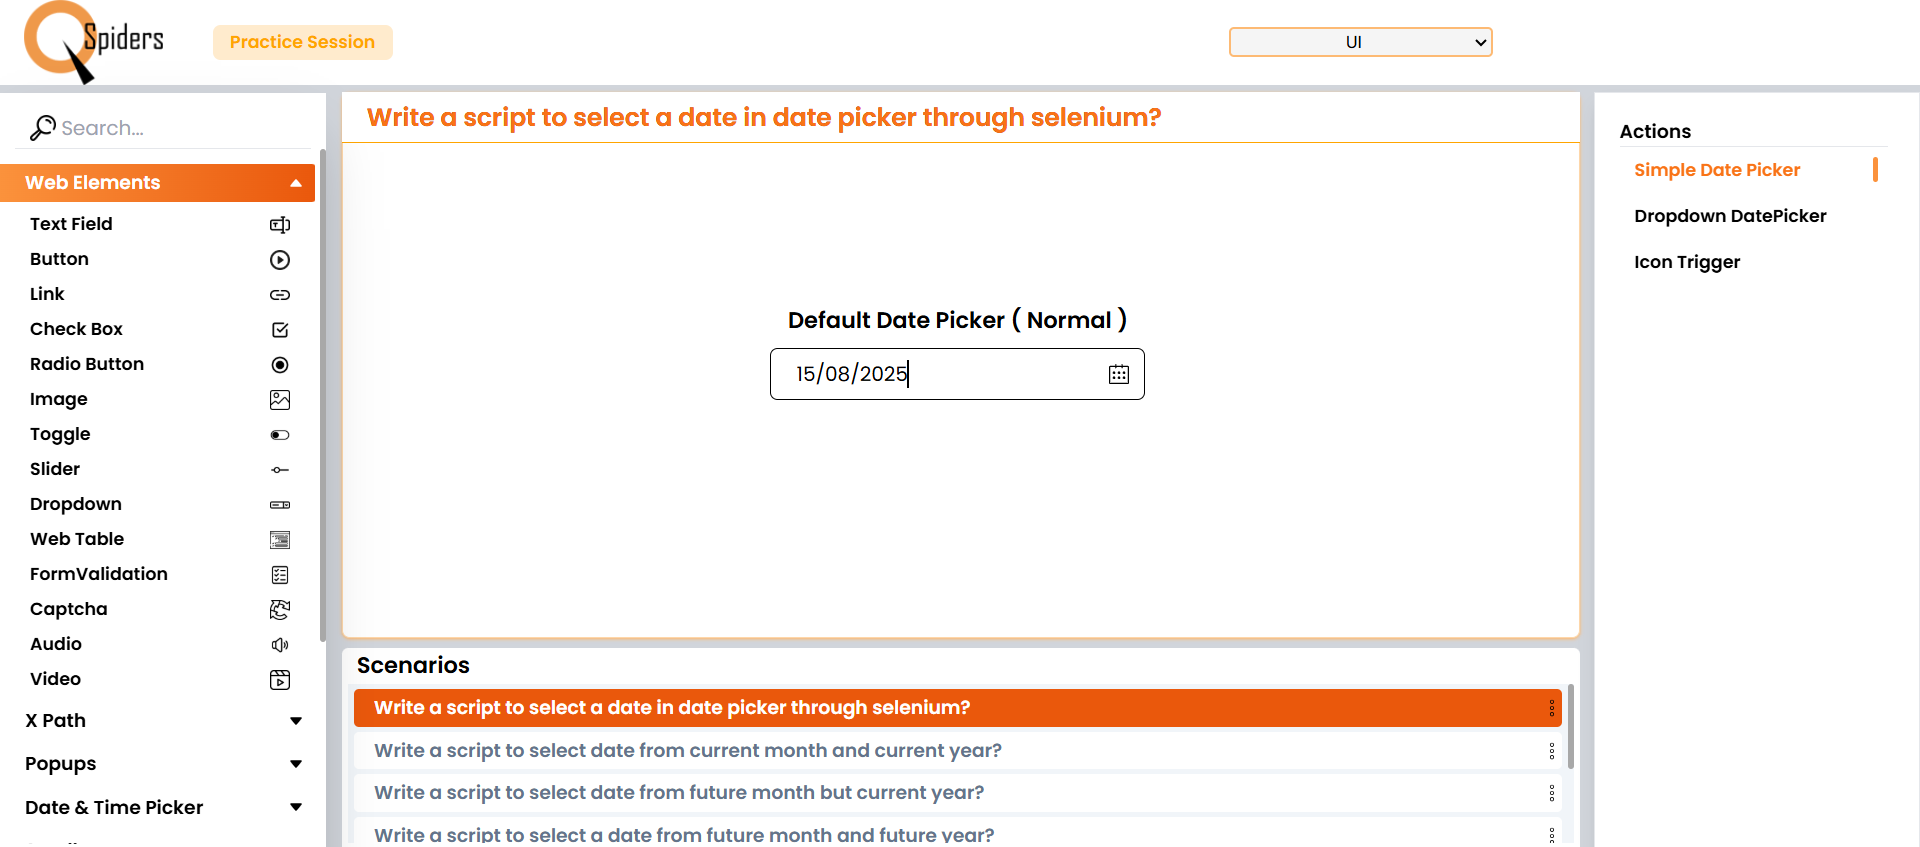 Spiders
Practice Session
UI
Search...
Web Elements
Text Field
Button
Link
Check Box
Radio Button
Image
Toggle
Slider
Dropdown
Web Table
FormValidation
Captcha
Audio
Video
X Path
Popups
Date & Time Picker
Write a script to select a date in date picker through selenium?
Default Date Picker ( Normal )
15/08/2025
Scenarios
Write a script to select a date in date picker through selenium?
Write a script to select date from current month and current year?
Write a script to select date from future month but current year?
Write a script to select a date from future month and future year?
Actions
Simple Date Picker
Dropdown DatePicker
Icon Trigger